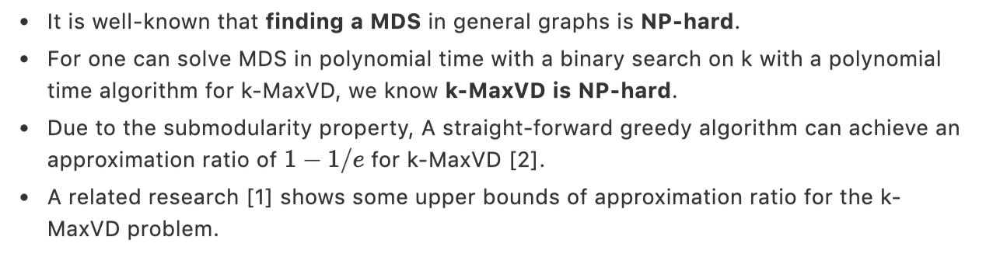 • It is well-known that finding a MDS in general graphs is NP-hard.
• For one can solve MDS in polynomial time with a binary search on k with a polynomial
time algorithm for k-MaxVD, we know k-MaxVD is NP-hard.
• Due to the submodularity property, A straight-forward greedy algorithm can achieve an
approximation ratio of 1 − 1/e for k-MaxVD [2].
• A related research [1] shows some upper bounds of approximation ratio for the k-
MaxVD problem.